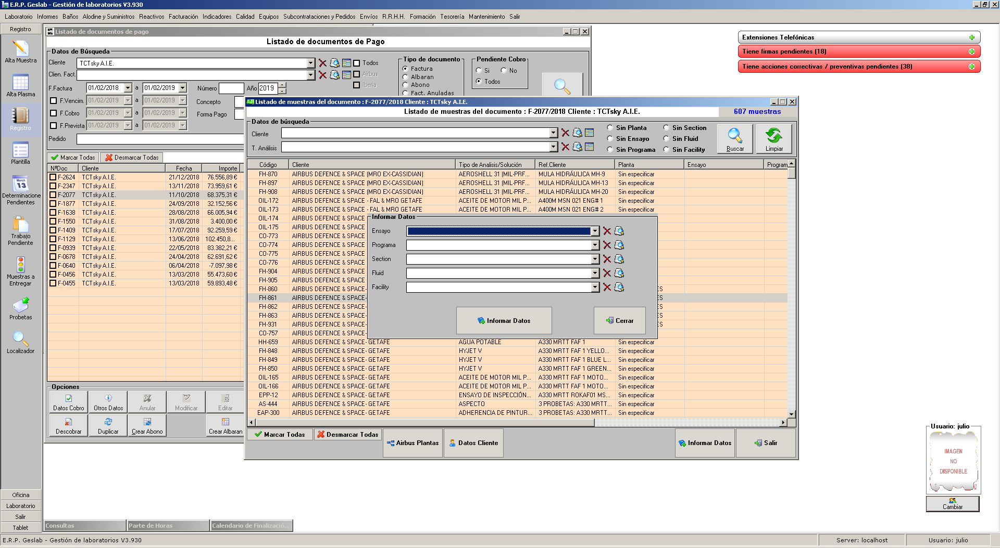 E.R.P. Geslab - Gestión de laboratorios V3.930
Laboratorio Informes Baños Alodine y Suministros Reactivos Facturación Indicadores Calidad Equipos Subcontrataciones y Pedidos Envíos R.R.H.H. Formación Tesorería Mantenimiento Salir
Registro
Alta Muestra
Alta Plasma
Registro
Plantilla
Determinacione
Pendientes
Trabajo
Pendiente
Muestras a
Entregar
Probetas
Localizador
Oficina
Laboratorio
Salir
Tablet
Listado de documentos de pago
Listado de documentos de Pago
Datos de Búsqueda
Cliente TCTsky A.I.E. Todos
Clien. Fact. Airbus
Iberia
Tipo de documento
Factura
Albaran
Abono
Fact. Anuladas
Pendiente Cobro
Si No
Todos
F.Factura 01/02/2018 a 01/02/2019 Número Año 2019
F.Vencim. 01/02/2019 a 01/02/2019 Concepto
F.Cobro 01/02/2019 a 01/02/2019 Forma Pago
F.Prevista 01/02/2019 a 01/02/2019
Pedido
Marcar Todas Desmarcar Todas
NºDoc Cliente Fecha Importe
F-2624 TCTsky A.I.E. 21/12/2018 76.556,89 €
F-2347 TCTsky A.I.E. 13/11/2018 73.959,61 €
F-2077 TCTsky A.I.E. 11/10/2018 68.375,31 €
F-1877 TCTsky A.I.E. 24/09/2018 32.152,56 €
F-1638 TCTsky A.I.E. 28/08/2018 66.005,94 €
F-1550 TCTsky A.I.E. 31/08/2018 3.400,00 €
F-1409 TCTsky A.I.E. 17/07/2018 92.259,59 €
F-1129 TCTsky A.I.E. 13/06/2018 102.450,8...
F-0939 TCTsky A.I.E. 22/05/2018 83.382,21 €
F-0678 TCTsky A.I.E. 24/04/2018 62.691,62 €
F-0640 TCTsky A.I.E. 06/04/2018 -7.097,98 €
F-0456 TCTsky A.I.E. 13/03/2018 55.473,60 €
F-0455 TCTsky A.I.E. 13/03/2018 59.893,48 €
Opciones
Datos Cobro Otros Datos Anular Modificar Editar
Descobrar Duplicar Crear Abono Crear Albaran
Listado de muestras del documento : F-2077/2018 Cliente : TCTsky A.I.E.
Listado de muestras del documento : F-2077/2018 Cliente : TCTsky A.I.E. 607 muestras
Datos de búsqueda
Cliente
T. Análisis
Sin Planta Sin Section
Sin Ensayo Sin Fluid
Sin Programa Sin Facility
Buscar Limpiar
Código Cliente Tipo de Analisis/Solución Ref.Cliente Planta Ensayo Program
FH-870 AIRBUS DEFENCE & SPACE (MRO EX-CASSIDIAN) AEROSHELL 31 (MIL-PRF... MULA HIDRÁULICA MH-9 Sin especificar
FH-897 AIRBUS DEFENCE & SPACE (MRO EX-CASSIDIAN) AEROSHELL 31 (MIL-PRF... MULA HIDRÁULICA MH-13 Sin especificar
FH-908 AIRBUS DEFENCE & SPACE (MRO EX-CASSIDIAN) AEROSHELL 31 (MIL-PRF... MULA HIDRÁULICA MH-20 Sin especificar
OIL-172 AIRBUS DEFENCE & SPACE - FAL & MRO GETAFE ACEITE DE MOTOR MIL P... A400M MSN 021 ENG# 1 Sin especificar
OIL-173 AIRBUS DEFENCE & SPACE - FAL & MRO GETAFE ACEITE DE MOTOR MIL P... A400M MSN 021 ENG# 2 Sin especificar
OIL-174 AIRBUS DEFENCE & SPACE
OIL-175 AIRBUS DEFENCE & SPACE
CO-773 AIRBUS DEFENCE & SPACE
CO-774 AIRBUS DEFENCE & SPACE
CO-775 AIRBUS DEFENCE & SPACE
CO-776 AIRBUS DEFENCE & SPACE
FH-904 AIRBUS DEFENCE & SPACE
FH-905 AIRBUS DEFENCE & SPACE
FH-860 AIRBUS DEFENCE & SPACE- ES
FH-861 AIRBUS DEFENCE & SPACE- ES
FH-862 AIRBUS DEFENCE & SPACE- ES
FH-863 AIRBUS DEFENCE & SPACE- ES
FH-931 AIRBUS DEFENCE & SPACE- ES
CO-757 AIRBUS DEFENCE & SPACE-
HH-659 AIRBUS DEFENCE & SPACE- GETAFE AGUA POTABLE A330 MRTT FAF 1 Sin especificar
FH-848 AIRBUS DEFENCE & SPACE- GETAFE HYJET V A330 MRTT FAF 1 YELLO... Sin especificar
FH-849 AIRBUS DEFENCE & SPACE- GETAFE HYJET V A330 MRTT FAF 1 BLUE L... Sin especificar
FH-850 AIRBUS DEFENCE & SPACE- GETAFE HYJET V A330 MRTT FAF 1 GREEN... Sin especificar
OIL-165 AIRBUS DEFENCE & SPACE- GETAFE ACEITE DE MOTOR MIL P... A330 MRTT FAF 1 MOTO... Sin especificar
OIL-166 AIRBUS DEFENCE & SPACE- GETAFE ACEITE DE MOTOR MIL P... A330 MRTT FAF 1 MOTO... Sin especificar
EPP-12 AIRBUS DEFENCE & SPACE- GETAFE ENSAYO DE INSPECCIÓN... A330 MRTT ROKAF01 MS... Sin especificar
AS-444 AIRBUS DEFENCE & SPACE- GETAFE ASPECTO 3 PROBETAS: A330 MRTT... Sin especificar
EAP-300 AIRBUS DEFENCE & SPACE- GETAFE ADHERENCIA DE PINTUR... 3 PROBETAS: A330 MRTT... Sin especificar
Informar Datos
Ensayo
Programa
Section
Fluid
Facility
Informar Datos Cerrar
Marcar Todas Desmarcar Todas Airbus Plantas Datos Cliente Informar Datos Salir
Extensiones Telefónicas
Tiene firmas pendientes (18)
Tiene acciones correctivas / preventivas pendientes (38)
Usuario: julio
IMAGEN
NO
DISPONIBLE
Cambiar
Consultas Parte de Horas Calendario de Finalizació...
E.R.P. Geslab - Gestión de laboratorios V3.930 Server: localhost Usuario: julio